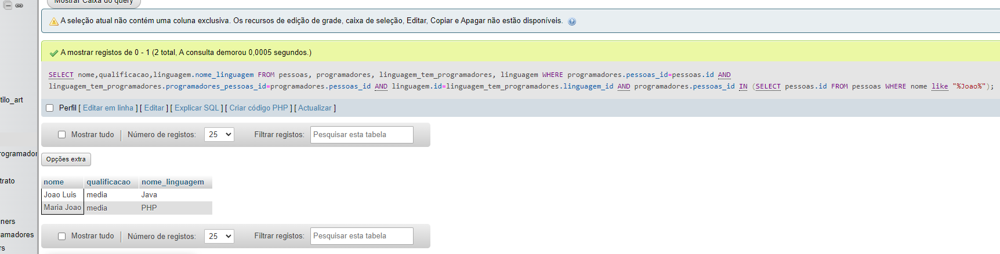 Mostrar Caixa do query
A seleção atual não contém uma coluna exclusiva. Os recursos de edição de grade, caixa de seleção, Editar, Copiar e Apagar não estão disponíveis.
A mostrar registos de 0 - 1 (2 total, A consulta demorou 0,0005 segundos.)
SELECT nome,qualificacao,linguagem.nome_linguagem FROM pessoas, programadores, linguagem_tem_programadores, linguagem WHERE programadores.pessoas_id=pessoas.id AND
linguagem_tem_programadores.programadores_pessoas_id=programadores.pessoas_id AND linguagem.id=linguagem_tem_programadores.linguagem_id AND programadores.pessoas_id IN (SELECT pessoas.id FROM pessoas WHERE nome like "%Joao%");
tilo_art
Perfil [ Editar em linha ] [ Editar ] [ Explicar SQL ] [ Criar código PHP ] [ Actualizar ]
Mostrar tudo | Número de registos: 25 Filtrar registos: Pesquisar esta tabela
rogramador
Opções extra
trato
nome qualificacao nome_linguagem
Joao Luis media Java
Maria Joao media PHP
ners
amadores
Mostrar tudo | Número de registos: 25 Filtrar registos: Pesquisar esta tabela
rs